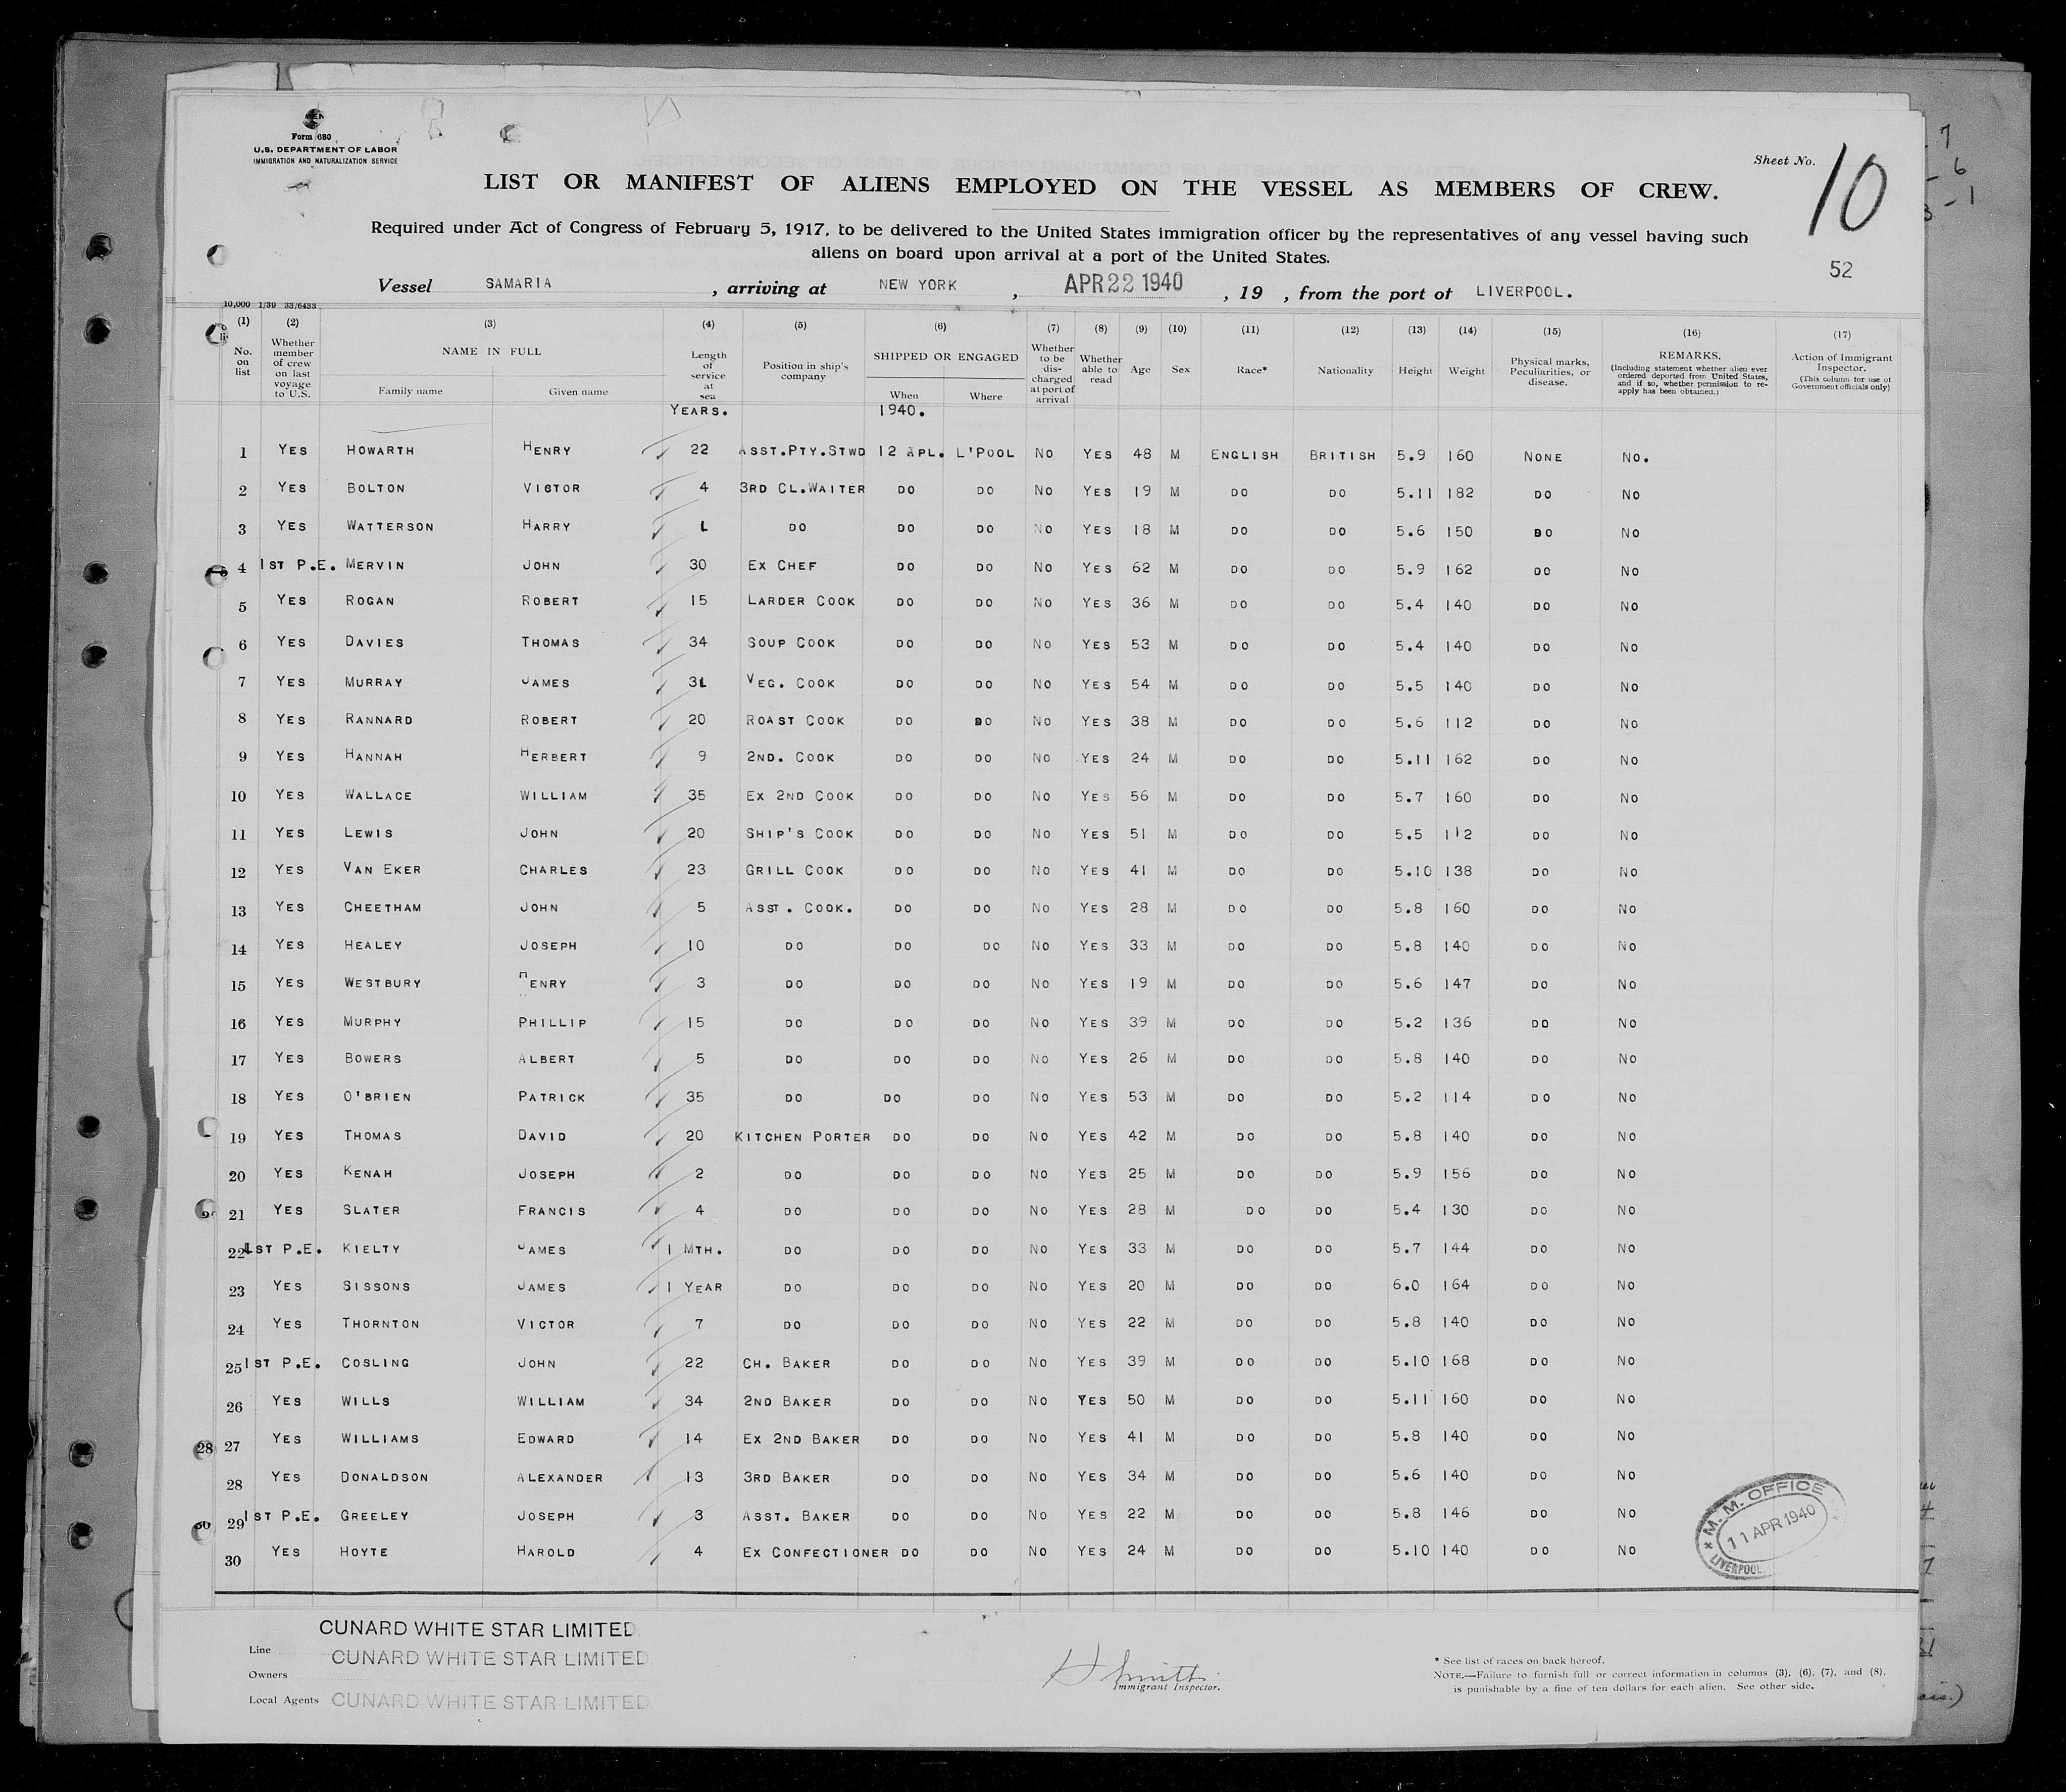 Form 680
U.S. DEPARTMENT OF LABOR
IMMIGRATION AND NATURALIZATION SERVICE
Sheet No. 10
LIST OR MANIFEST OF ALIENS EMPLOYED ON THE VESSEL AS MEMBERS OF CREW.
Required under Act of Congress of February 5, 1917, to be delivered to the United States immigration officer by the representatives of any vessel having such
aliens on board upon arrival at a port of the United States.
52
Vessel SAMARIA , arriving at NEW YORK , APR 22 1940 , 19 , from the port of LIVERPOOL.
10,000 1/39 33/6433
(1) (2) (3) (4) (5) (6) (7) (8) (9) (10) (11) (12) (13) (14) (15) (16) (17)
No. on list Whether member of crew on last voyage to U.S. NAME IN FULL Family name Given name Length of service at sea Position in ship's company SHIPPED OR ENGAGED When Where Whether to be discharged at port of arrival Whether able to read Age Sex Race* Nationality Height Weight Physical marks, Peculiarities, or disease. REMARKS. (Including statement whether alien ever ordered deported from United States, and if so, whether permission to re-apply has been obtained.) Action of Immigrant Inspector. (This column for use of Government officials only)
YEARS. 1940.
1 YES HOWARTH HENRY 22 ASST.PTY.STWD 12 APL. L'POOL NO YES 48 M ENGLISH BRITISH 5.9 160 NONE NO.
2 YES BOLTON VICTOR 4 3RD CL.WAITER DO DO NO YES 19 M DO DO 5.11 182 DO NO
3 YES WATTERSON HARRY 1 DO DO DO NO YES 18 M DO DO 5.6 150 DO NO
4 1ST P.E. MERVIN JOHN 30 EX CHEF DO DO NO YES 62 M DO DO 5.9 162 DO NO
5 YES ROGAN ROBERT 15 LARDER COOK DO DO NO YES 36 M DO DO 5.4 140 DO NO
6 YES DAVIES THOMAS 34 SOUP COOK DO DO NO YES 53 M DO DO 5.4 140 DO NO
7 YES MURRAY JAMES 31 VEG. COOK DO DO NO YES 54 M DO DO 5.5 140 DO NO
8 YES RANNARD ROBERT 20 ROAST COOK DO DO NO YES 38 M DO DO 5.6 112 DO NO
9 YES HANNAH HERBERT 9 2ND. COOK DO DO NO YES 24 M DO DO 5.11 162 DO NO
10 YES WALLACE WILLIAM 35 EX 2ND COOK DO DO NO YES 56 M DO DO 5.7 160 DO NO
11 YES LEWIS JOHN 20 SHIP'S COOK DO DO NO YES 51 M DO DO 5.5 112 DO NO
12 YES VAN EKER CHARLES 23 GRILL COOK DO DO NO YES 41 M DO DO 5.10 138 DO NO
13 YES CHEETHAM JOHN 5 ASST. COOK. DO DO NO YES 28 M DO DO 5.8 160 DO NO
14 YES HEALEY JOSEPH 10 DO DO DO NO YES 33 M DO DO 5.8 140 DO NO
15 YES WESTBURY HENRY 3 DO DO DO NO YES 19 M DO DO 5.6 147 DO NO
16 YES MURPHY PHILLIP 15 DO DO DO NO YES 39 M DO DO 5.2 136 DO NO
17 YES BOWERS ALBERT 5 DO DO DO NO YES 26 M DO DO 5.8 140 DO NO
18 YES O'BRIEN PATRICK 35 DO DO DO NO YES 53 M DO DO 5.2 114 DO NO
19 YES THOMAS DAVID 20 KITCHEN PORTER DO DO NO YES 42 M DO DO 5.8 140 DO NO
20 YES KENAH JOSEPH 2 DO DO DO NO YES 25 M DO DO 5.9 156 DO NO
21 YES SLATER FRANCIS 4 DO DO DO NO YES 28 M DO DO 5.4 130 DO NO
22 1ST P.E. KIELTY JAMES 1 MTH. DO DO DO NO YES 33 M DO DO 5.7 144 DO NO
23 YES SISSONS JAMES 1 YEAR DO DO DO NO YES 20 M DO DO 6.0 164 DO NO
24 YES THORNTON VICTOR 7 DO DO DO NO YES 22 M DO DO 5.8 140 DO NO
25 1ST P.E. COSLING JOHN 22 CH. BAKER DO DO NO YES 39 M DO DO 5.10 168 DO NO
26 YES WILLS WILLIAM 34 2ND BAKER DO DO NO YES 50 M DO DO 5.11 160 DO NO
28 27 YES WILLIAMS EDWARD 14 EX 2ND BAKER DO DO NO YES 41 M DO DO 5.8 140 DO NO
28 YES DONALDSON ALEXANDER 13 3RD BAKER DO DO NO YES 34 M DO DO 5.6 140 DO NO
29 1ST P.E. GREELEY JOSEPH 3 ASST. BAKER DO DO NO YES 22 M DO DO 5.8 146 DO NO
30 YES HOYTE HAROLD 4 EX CONFECTIONER DO DO NO YES 24 M DO DO 5.10 140 DO NO
M. M. OFFICE
11 APR 1940
LIVERPOOL
CUNARD WHITE STAR LIMITED
Line CUNARD WHITE STAR LIMITED
Owners
Local Agents CUNARD WHITE STAR LIMITED
H Smith
Immigrant Inspector.
* See list of races on back hereof.
NOTE.—Failure to furnish full or correct information in columns (3), (6), (7), and (8),
is punishable by a fine of ten dollars for each alien. See other side.